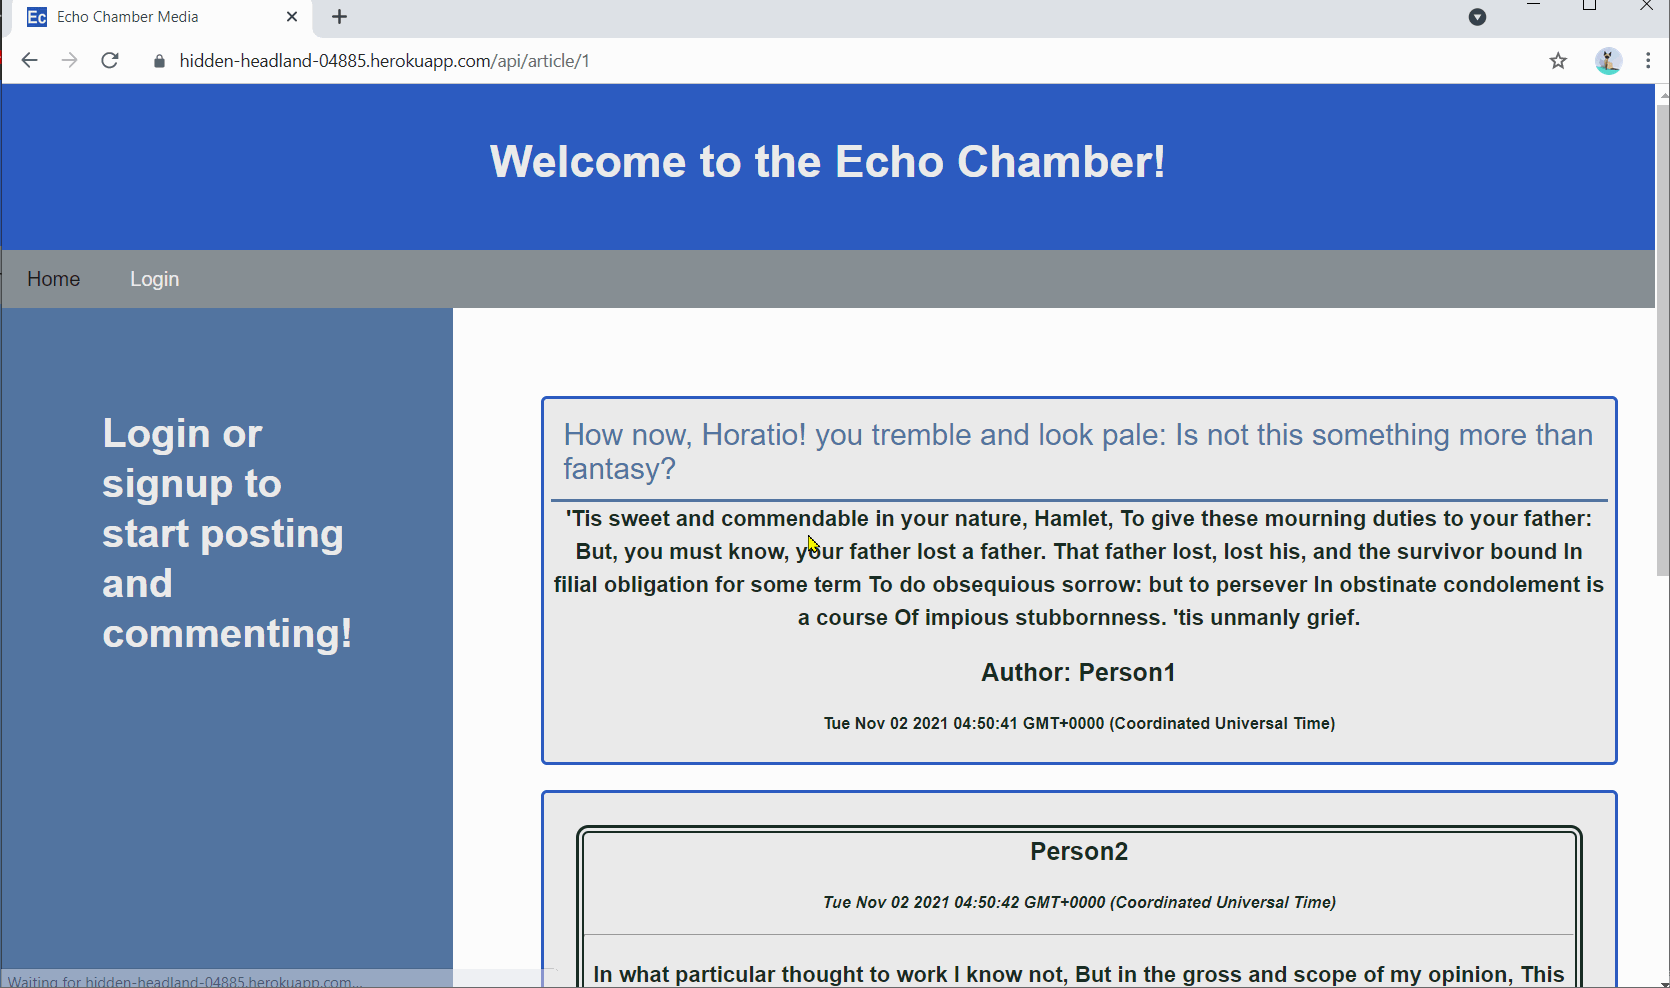 Ec Echo Chamber Media
hidden-headland-04885.herokuapp.com/api/article/1
Welcome to the Echo Chamber!
Home Login
Login or
signup to
start posting
and
commenting!
How now, Horatio! you tremble and look pale: Is not this something more than
fantasy?
'Tis sweet and commendable in your nature, Hamlet, To give these mourning duties to your father:
But, you must know, your father lost a father. That father lost, lost his, and the survivor bound In
filial obligation for some term To do obsequious sorrow: but to persever In obstinate condolement is
a course Of impious stubbornness. 'tis unmanly grief.
Author: Person1
Tue Nov 02 2021 04:50:41 GMT+0000 (Coordinated Universal Time)
Person2
Tue Nov 02 2021 04:50:42 GMT+0000 (Coordinated Universal Time)
In what particular thought to work I know not, But in the gross and scope of my opinion, This
Waiting for hidden-headland-04885.herokuapp.com...